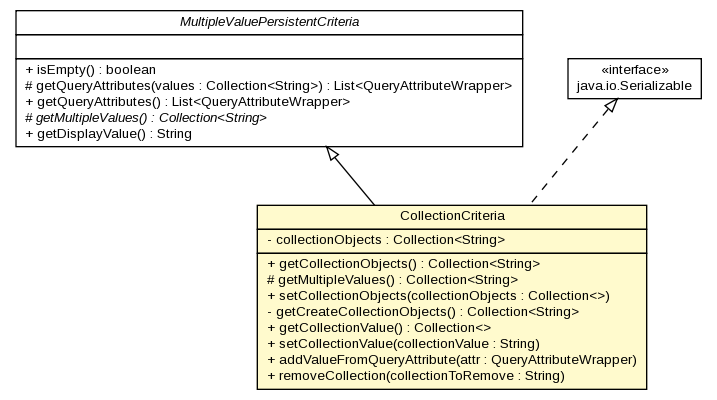 MultipleValuePersistentCriteria
+ isEmpty() : boolean
# getQueryAttributes(values : Collection<String>) : List<QueryAttributeWrapper>
+ getQueryAttributes() : List<QueryAttributeWrapper>
# getMultipleValues() : Collection<String>
+ getDisplayValue() : String
«interface»
java.io.Serializable
CollectionCriteria
- collectionObjects : Collection<String>
+ getCollectionObjects() : Collection<String>
# getMultipleValues() : Collection<String>
+ setCollectionObjects(collectionObjects : Collection<>)
- getCreateCollectionObjects() : Collection<String>
+ getCollectionValue() : Collection<>
+ setCollectionValue(collectionValue : String)
+ addValueFromQueryAttribute(attr : QueryAttributeWrapper)
+ removeCollection(collectionToRemove : String)